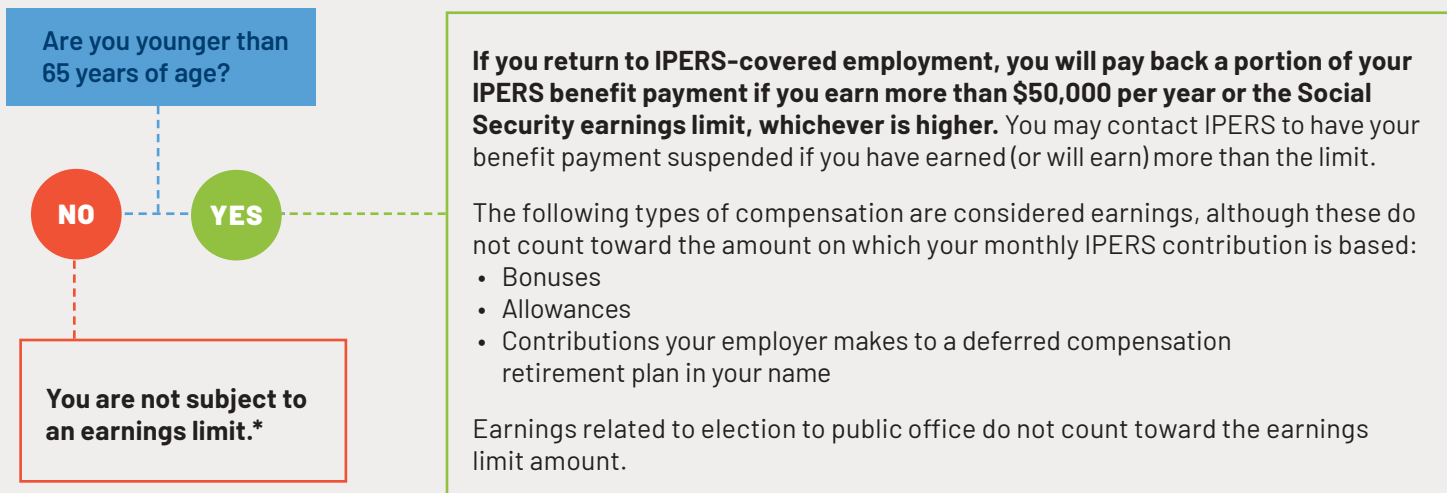 Are you younger than
65 years of age?
NO
YES
You are not subject to
an earnings limit.*
If you return to IPERS-covered employment, you will pay back a portion of your
IPERS benefit payment if you earn more than $50,000 per year or the Social
Security earnings limit, whichever is higher. You may contact IPERS to have your
benefit payment suspended if you have earned (or will earn) more than the limit.
The following types of compensation are considered earnings, although these do
not count toward the amount on which your monthly IPERS contribution is based:
• Bonuses
• Allowances
• Contributions your employer makes to a deferred compensation
retirement plan in your name
Earnings related to election to public office do not count toward the earnings
limit amount.